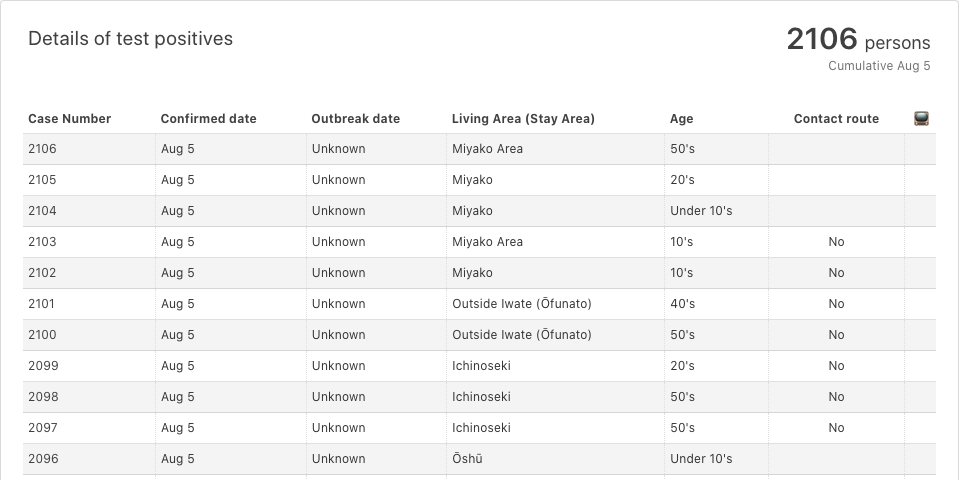 Details of test positives
2106 persons
Cumulative Aug 5
Case Number Confirmed date Outbreak date Living Area (Stay Area) Age Contact route
2106 Aug 5 Unknown Miyako Area 50's
2105 Aug 5 Unknown Miyako 20's
2104 Aug 5 Unknown Miyako Under 10's
2103 Aug 5 Unknown Miyako Area 10's No
2102 Aug 5 Unknown Miyako 10's No
2101 Aug 5 Unknown Outside Iwate (Ōfunato) 40's No
2100 Aug 5 Unknown Outside Iwate (Ōfunato) 50's No
2099 Aug 5 Unknown Ichinoseki 20's No
2098 Aug 5 Unknown Ichinoseki 50's No
2097 Aug 5 Unknown Ichinoseki 50's No
2096 Aug 5 Unknown Ōshū Under 10's